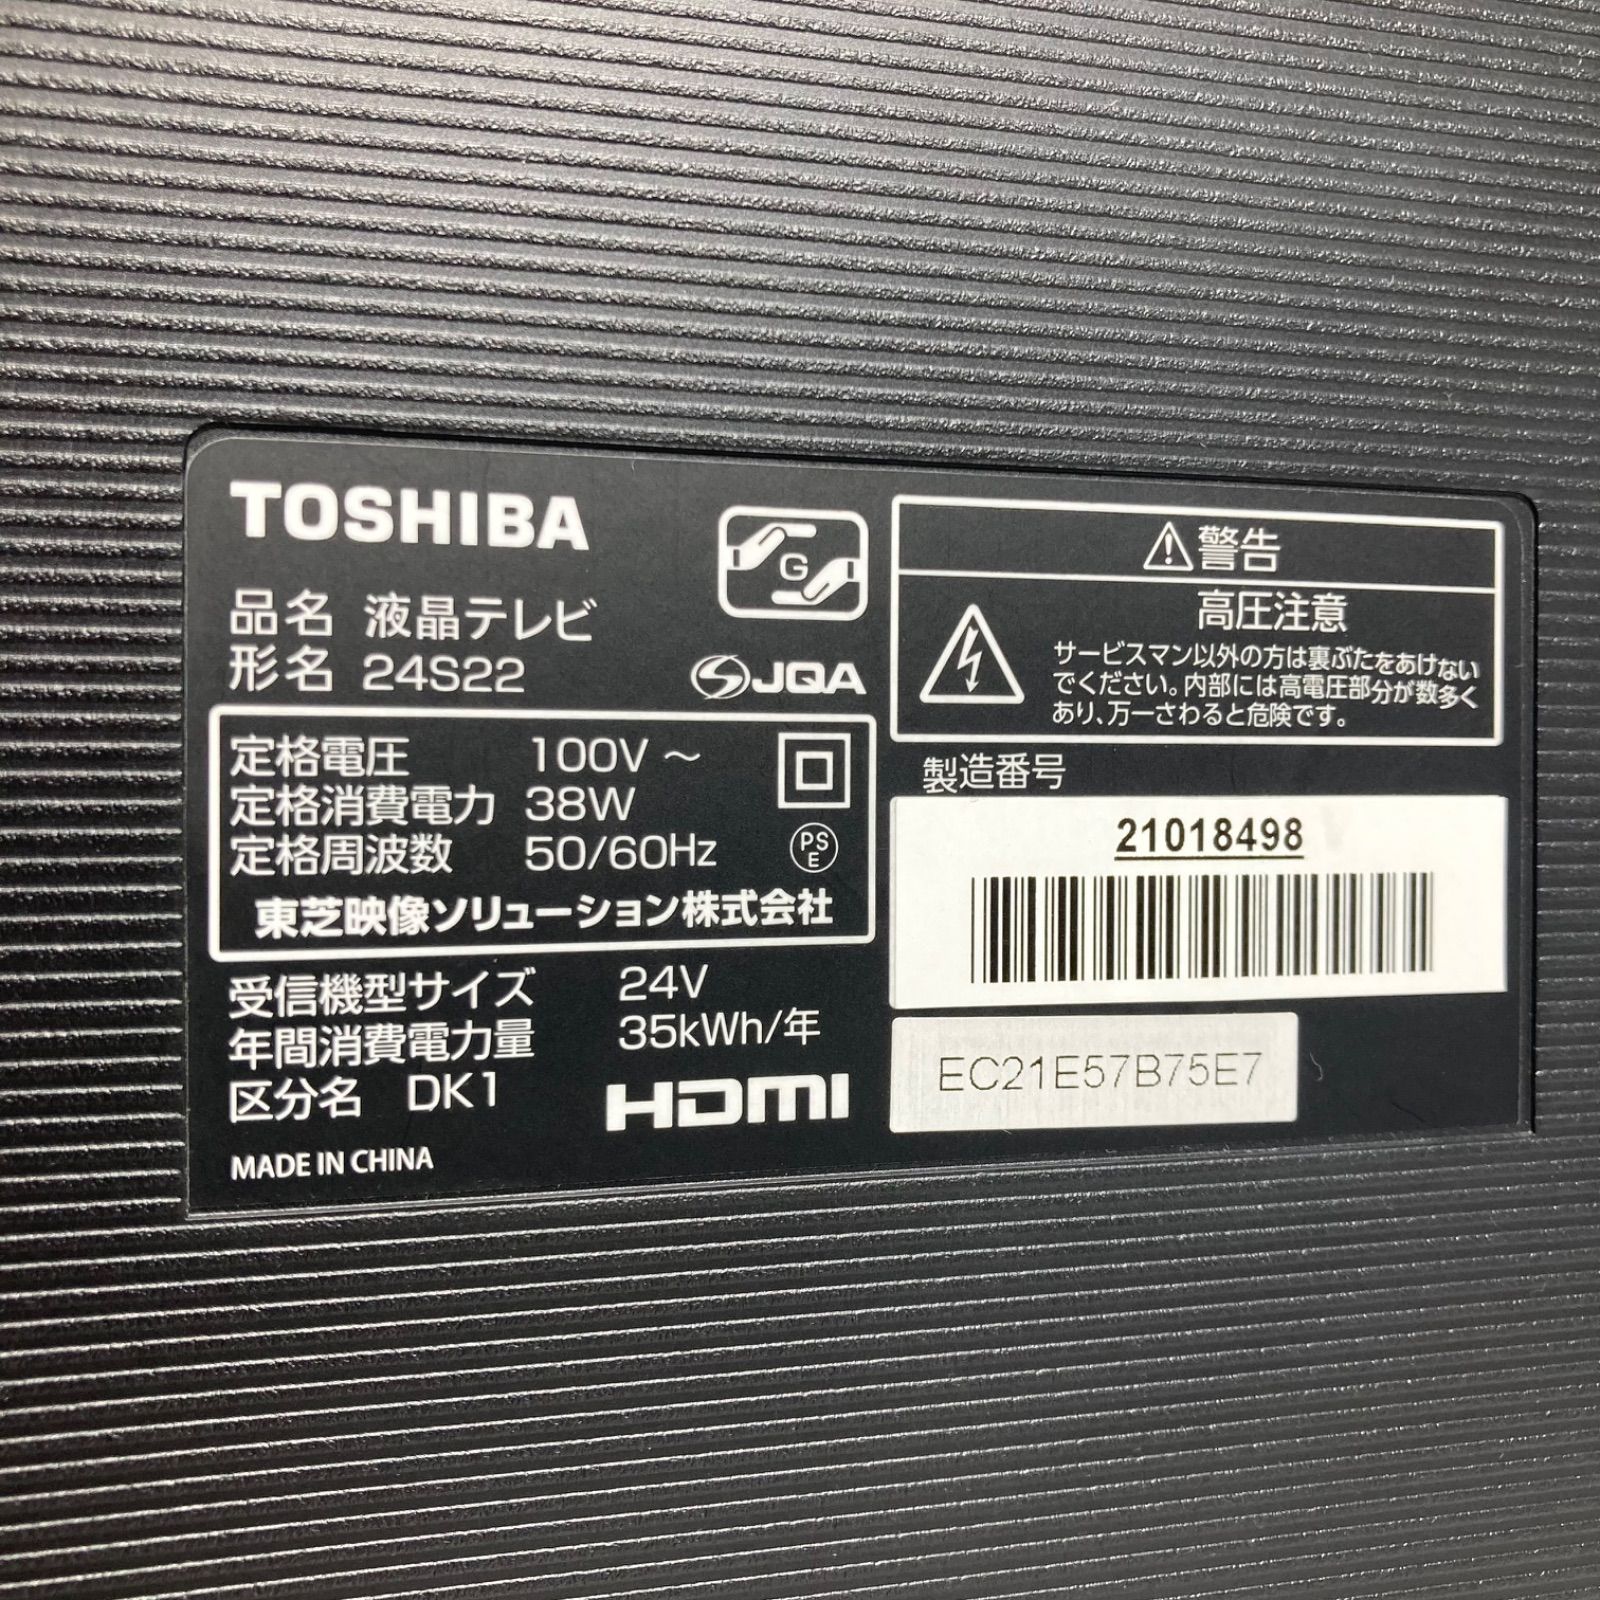 TOSHIBA
品名 液晶テレビ
形名 24S22
G
JQA
定格電圧 100V ～
定格消費電力 38W
定格周波数 50/60Hz
PS
E
東芝映像ソリューション株式会社
受信機型サイズ 24V
年間消費電力量 35kWh/年
区分名 DK1
HDMI
MADE IN CHINA
警告
高圧注意
サービスマン以外の方は裏ぶたをあけない
でください。内部には高電圧部分が数多く
あり、万一さわると危険です。
製造番号
21018498
EC21E57B75E7